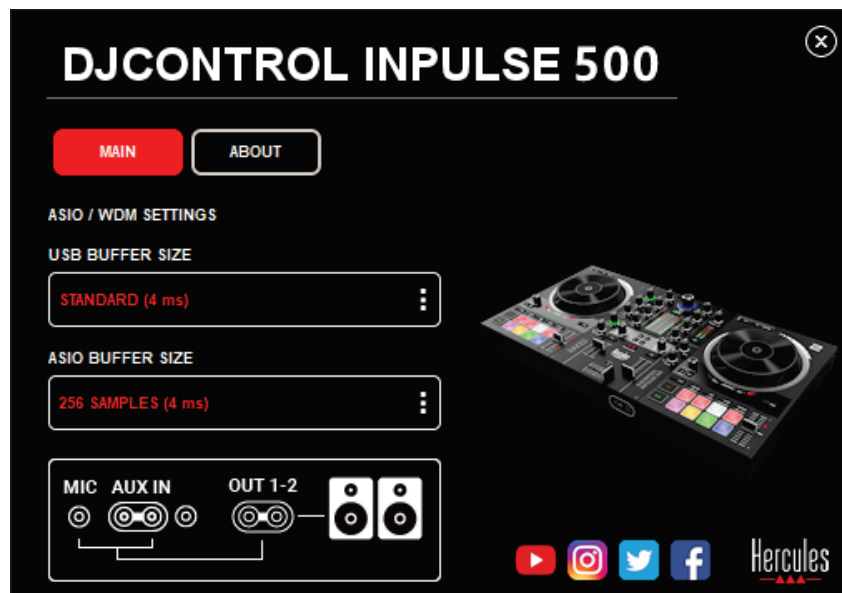 DJCONTROL INPULSE 500
MAIN
ABOUT
ASIO / WDM SETTINGS
USB BUFFER SIZE
STANDARD (4 ms)
ASIO BUFFER SIZE
256 SAMPLES (4 ms)
MIC AUX IN OUT 1-2
Hercules